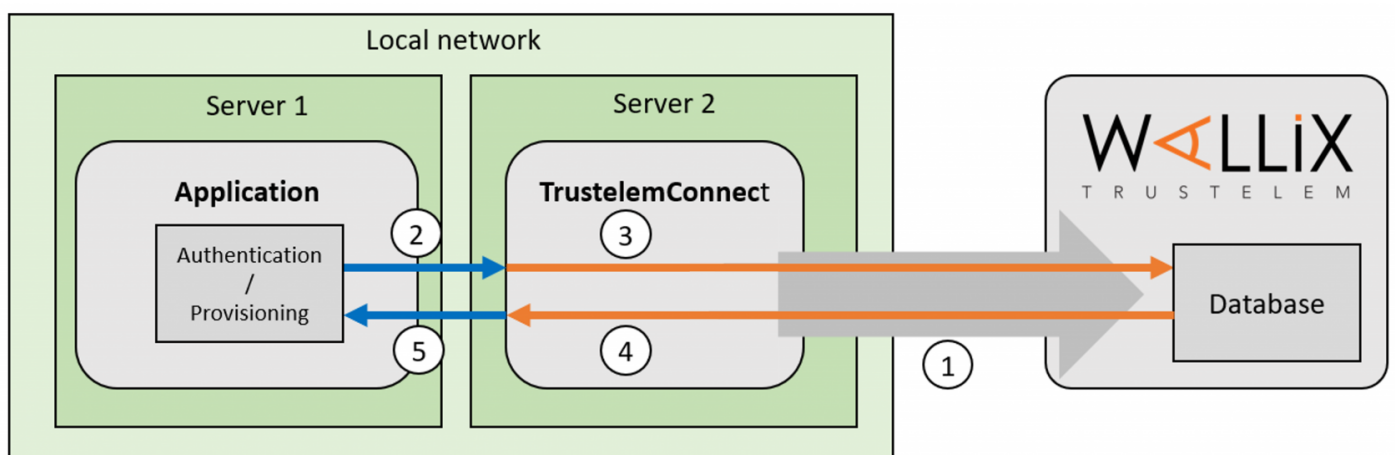 Local network
Server 1
Server 2
Application
TrustelemConnect
WALLiX
TRUSTELEM
Authentication
/
Provisioning
Database
2
3
5
4
1